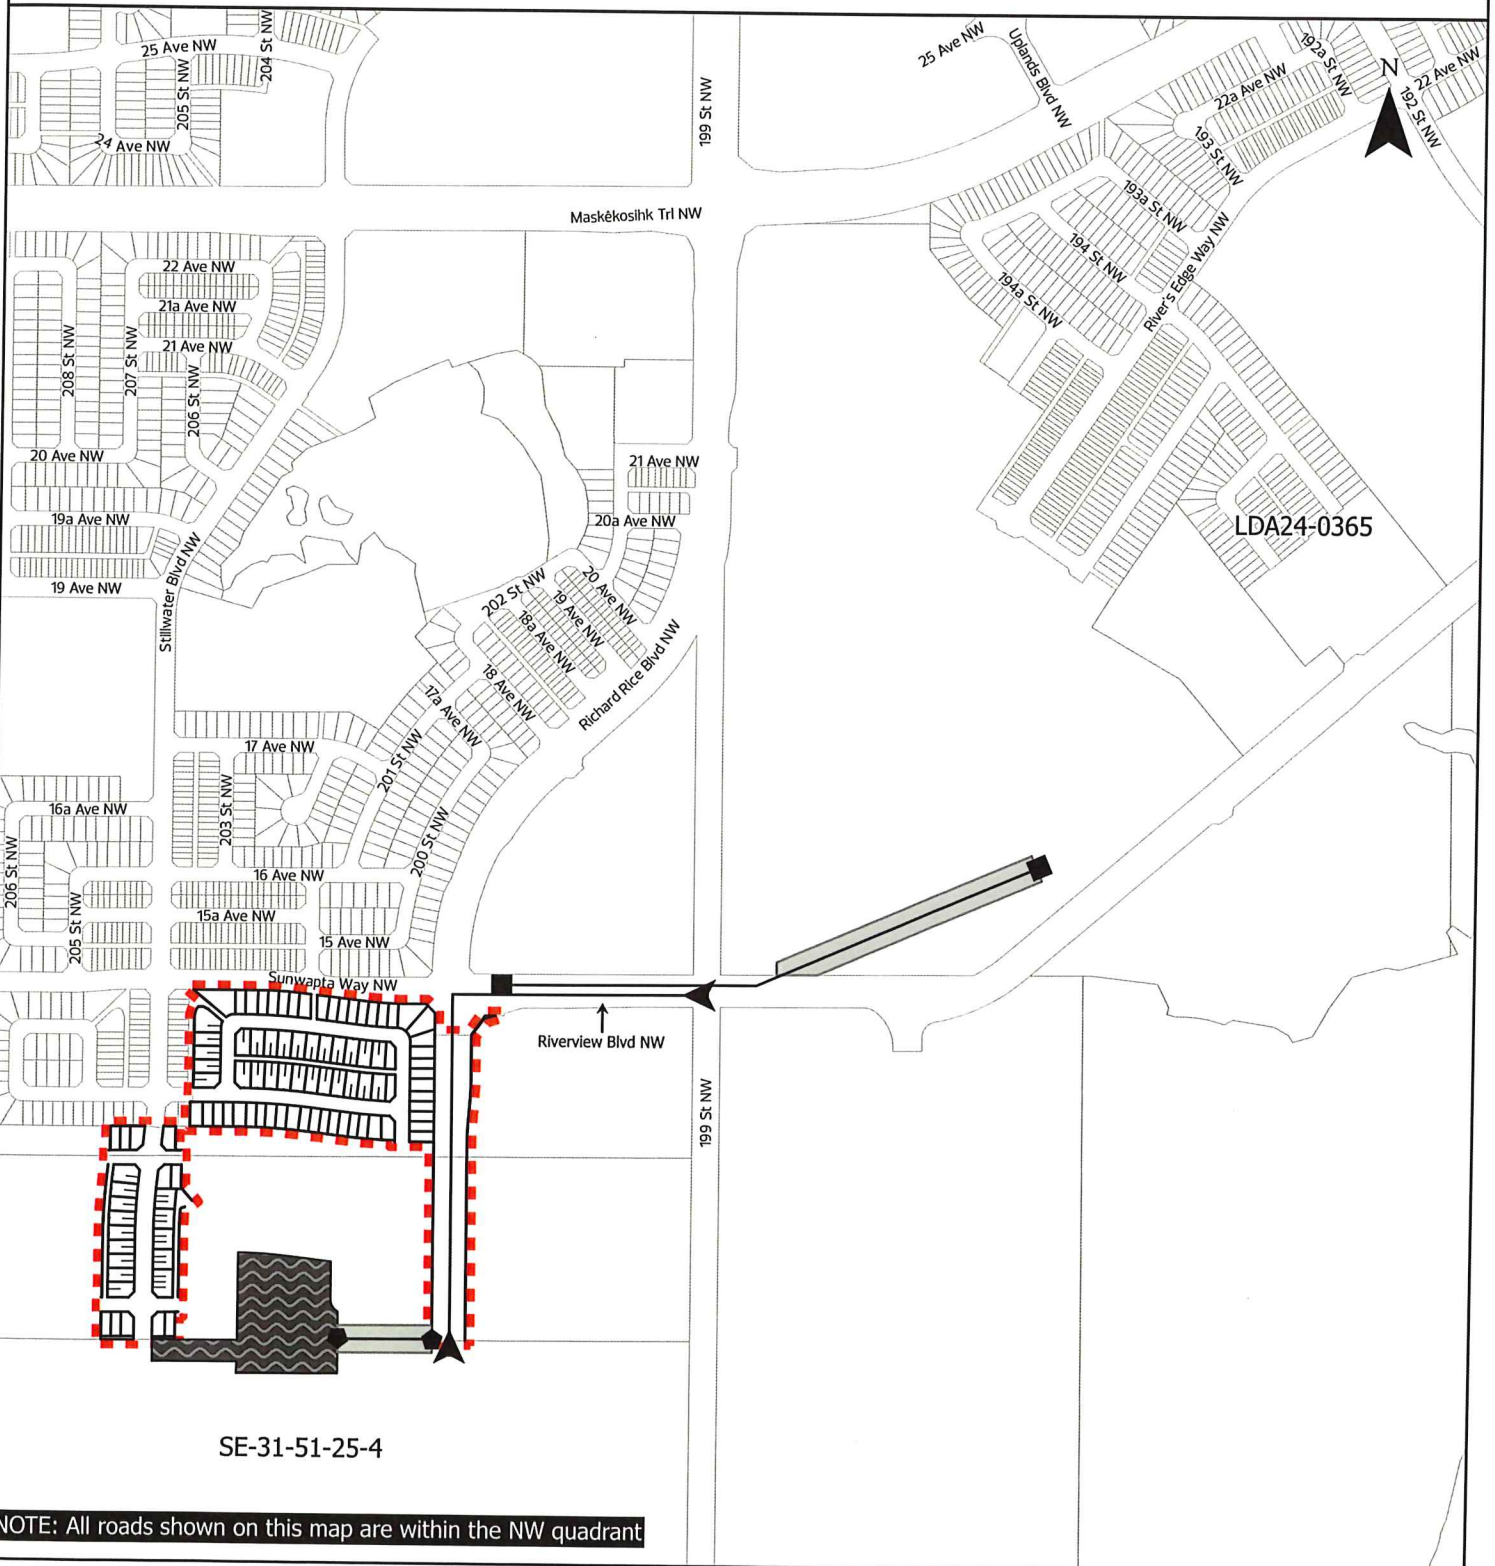 25 Ave NW
204 St NW
205 St NW
24 Ave NW
199 St NW
25 Ave NW
Uplands Blvd NW
192a St NW
N
22 Ave NW
22a Ave NW
192 St NW
193 St NW
Maskêkosihk Trl NW
193a St NW
194 St NW
194a St NW
River's Edge Way NW
22 Ave NW
21a Ave NW
21 Ave NW
208 St NW
207 St NW
206 St NW
20 Ave NW
19a Ave NW
19 Ave NW
Stillwater Blvd NW
21 Ave NW
20a Ave NW
LDA24-0365
202 St NW
20 Ave NW
19 Ave NW
18a Ave NW
18 Ave NW
17a Ave NW
Richard Rice Blvd NW
17 Ave NW
201 St NW
203 St NW
200 St NW
16a Ave NW
206 St NW
16 Ave NW
205 St NW
15a Ave NW
15 Ave NW
Sunwapta Way NW
Riverview Blvd NW
199 St NW
SE-31-51-25-4
NOTE: All roads shown on this map are within the NW quadrant